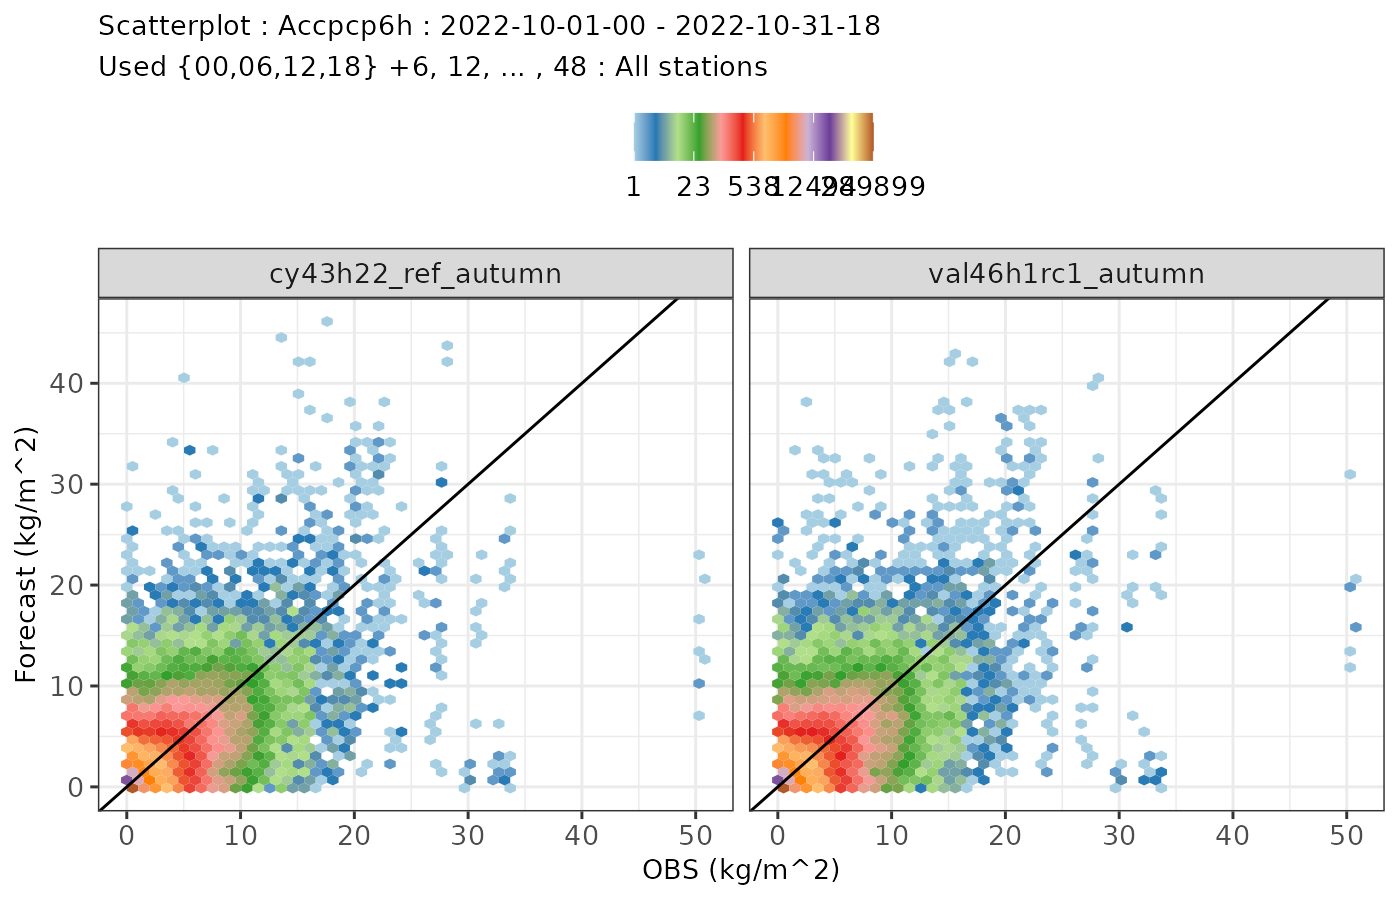 Scatterplot : Accpcp6h : 2022-10-01-00 - 2022-10-31-18
Used {00,06,12,18} +6, 12, ... , 48 : All stations
1 23 538
cy43h22_ref_autumn val46h1rc1_autumn
40
30
20
10
0
Forecast (kg/m^2)
0 10 20 30 40 50 0 10 20 30 40 50
OBS (kg/m^2)